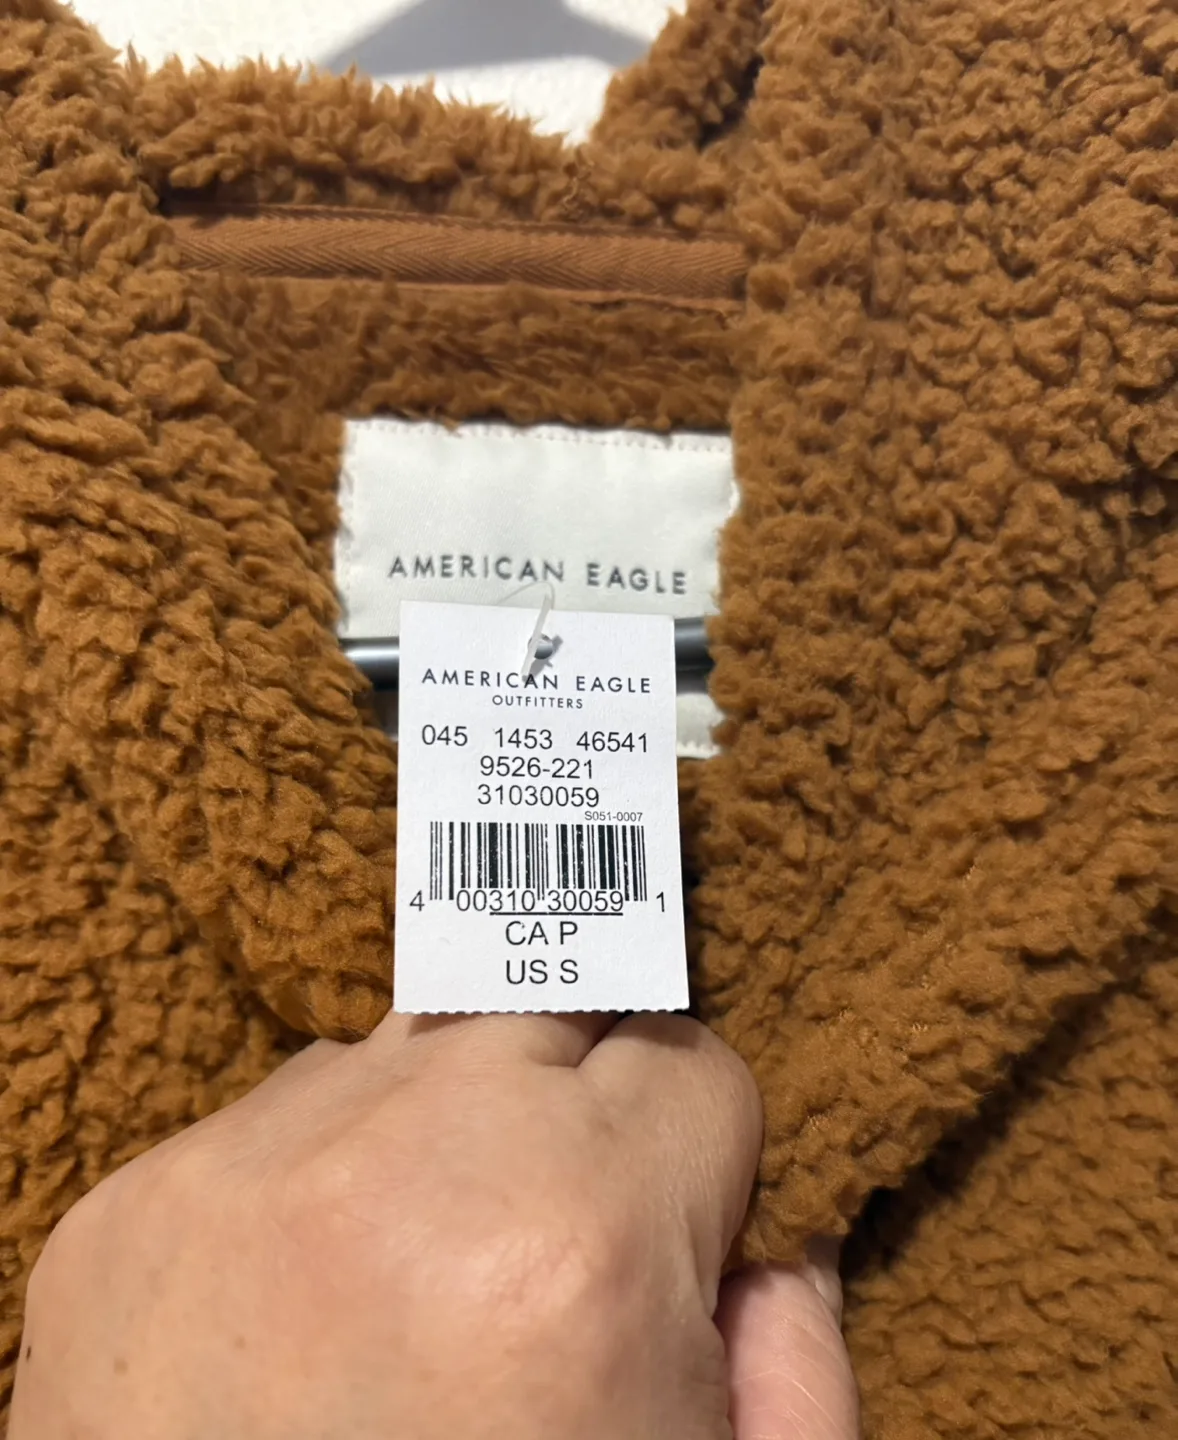 AMERICAN EAGLE
AMERICAN EAGLE
OUTFITTERS
045 1453 46541
9526-221
31030059
S051-0007
4 00310 30059 1
CA P
US S